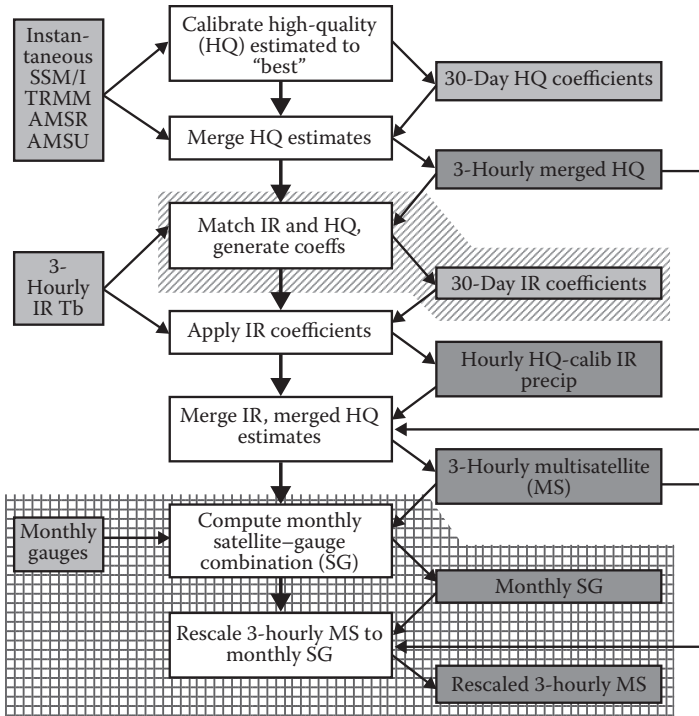 Instan-
taneous
SSM/I
TRMM
AMSR
AMSU
Calibrate high-quality
(HQ) estimated to
“best”
30-Day HQ coefficients
Merge HQ estimates
3-Hourly merged HQ
Match IR and HQ,
generate coeffs
3-
Hourly
IR Tb
30-Day IR coefficients
Apply IR coefficients
Hourly HQ-calib IR
precip
Merge IR, merged HQ
estimates
3-Hourly multisatellite
(MS)
Monthly
gauges
Compute monthly
satellite–gauge
combination (SG)
Monthly SG
Rescale 3-hourly MS to
monthly SG
Rescaled 3-hourly MS